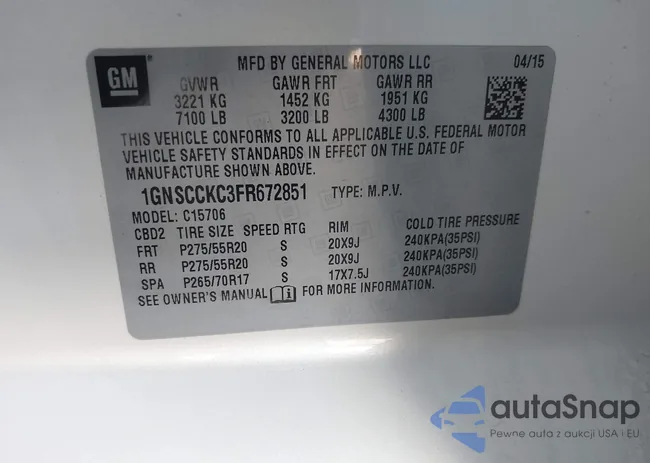 GM
MFD BY GENERAL MOTORS LLC 04/15
GVWR GAWR FRT GAWR RR
3221 KG 1452 KG 1951 KG
7100 LB 3200 LB 4300 LB
THIS VEHICLE CONFORMS TO ALL APPLICABLE U.S. FEDERAL MOTOR
VEHICLE SAFETY STANDARDS IN EFFECT ON THE DATE OF
MANUFACTURE SHOWN ABOVE.
1GNSCCKC3FR672851 TYPE: M.P.V.
MODEL: C15706
CBD2 TIRE SIZE SPEED RTG RIM COLD TIRE PRESSURE
FRT P275/55R20 S 20X9J 240KPA(35PSI)
RR P275/55R20 S 20X9J 240KPA(35PSI)
SPA P265/70R17 S 17X7.5J 240KPA(35PSI)
SEE OWNER'S MANUAL FOR MORE INFORMATION.
autaSnap
Pewne auta z aukcji USA i EU